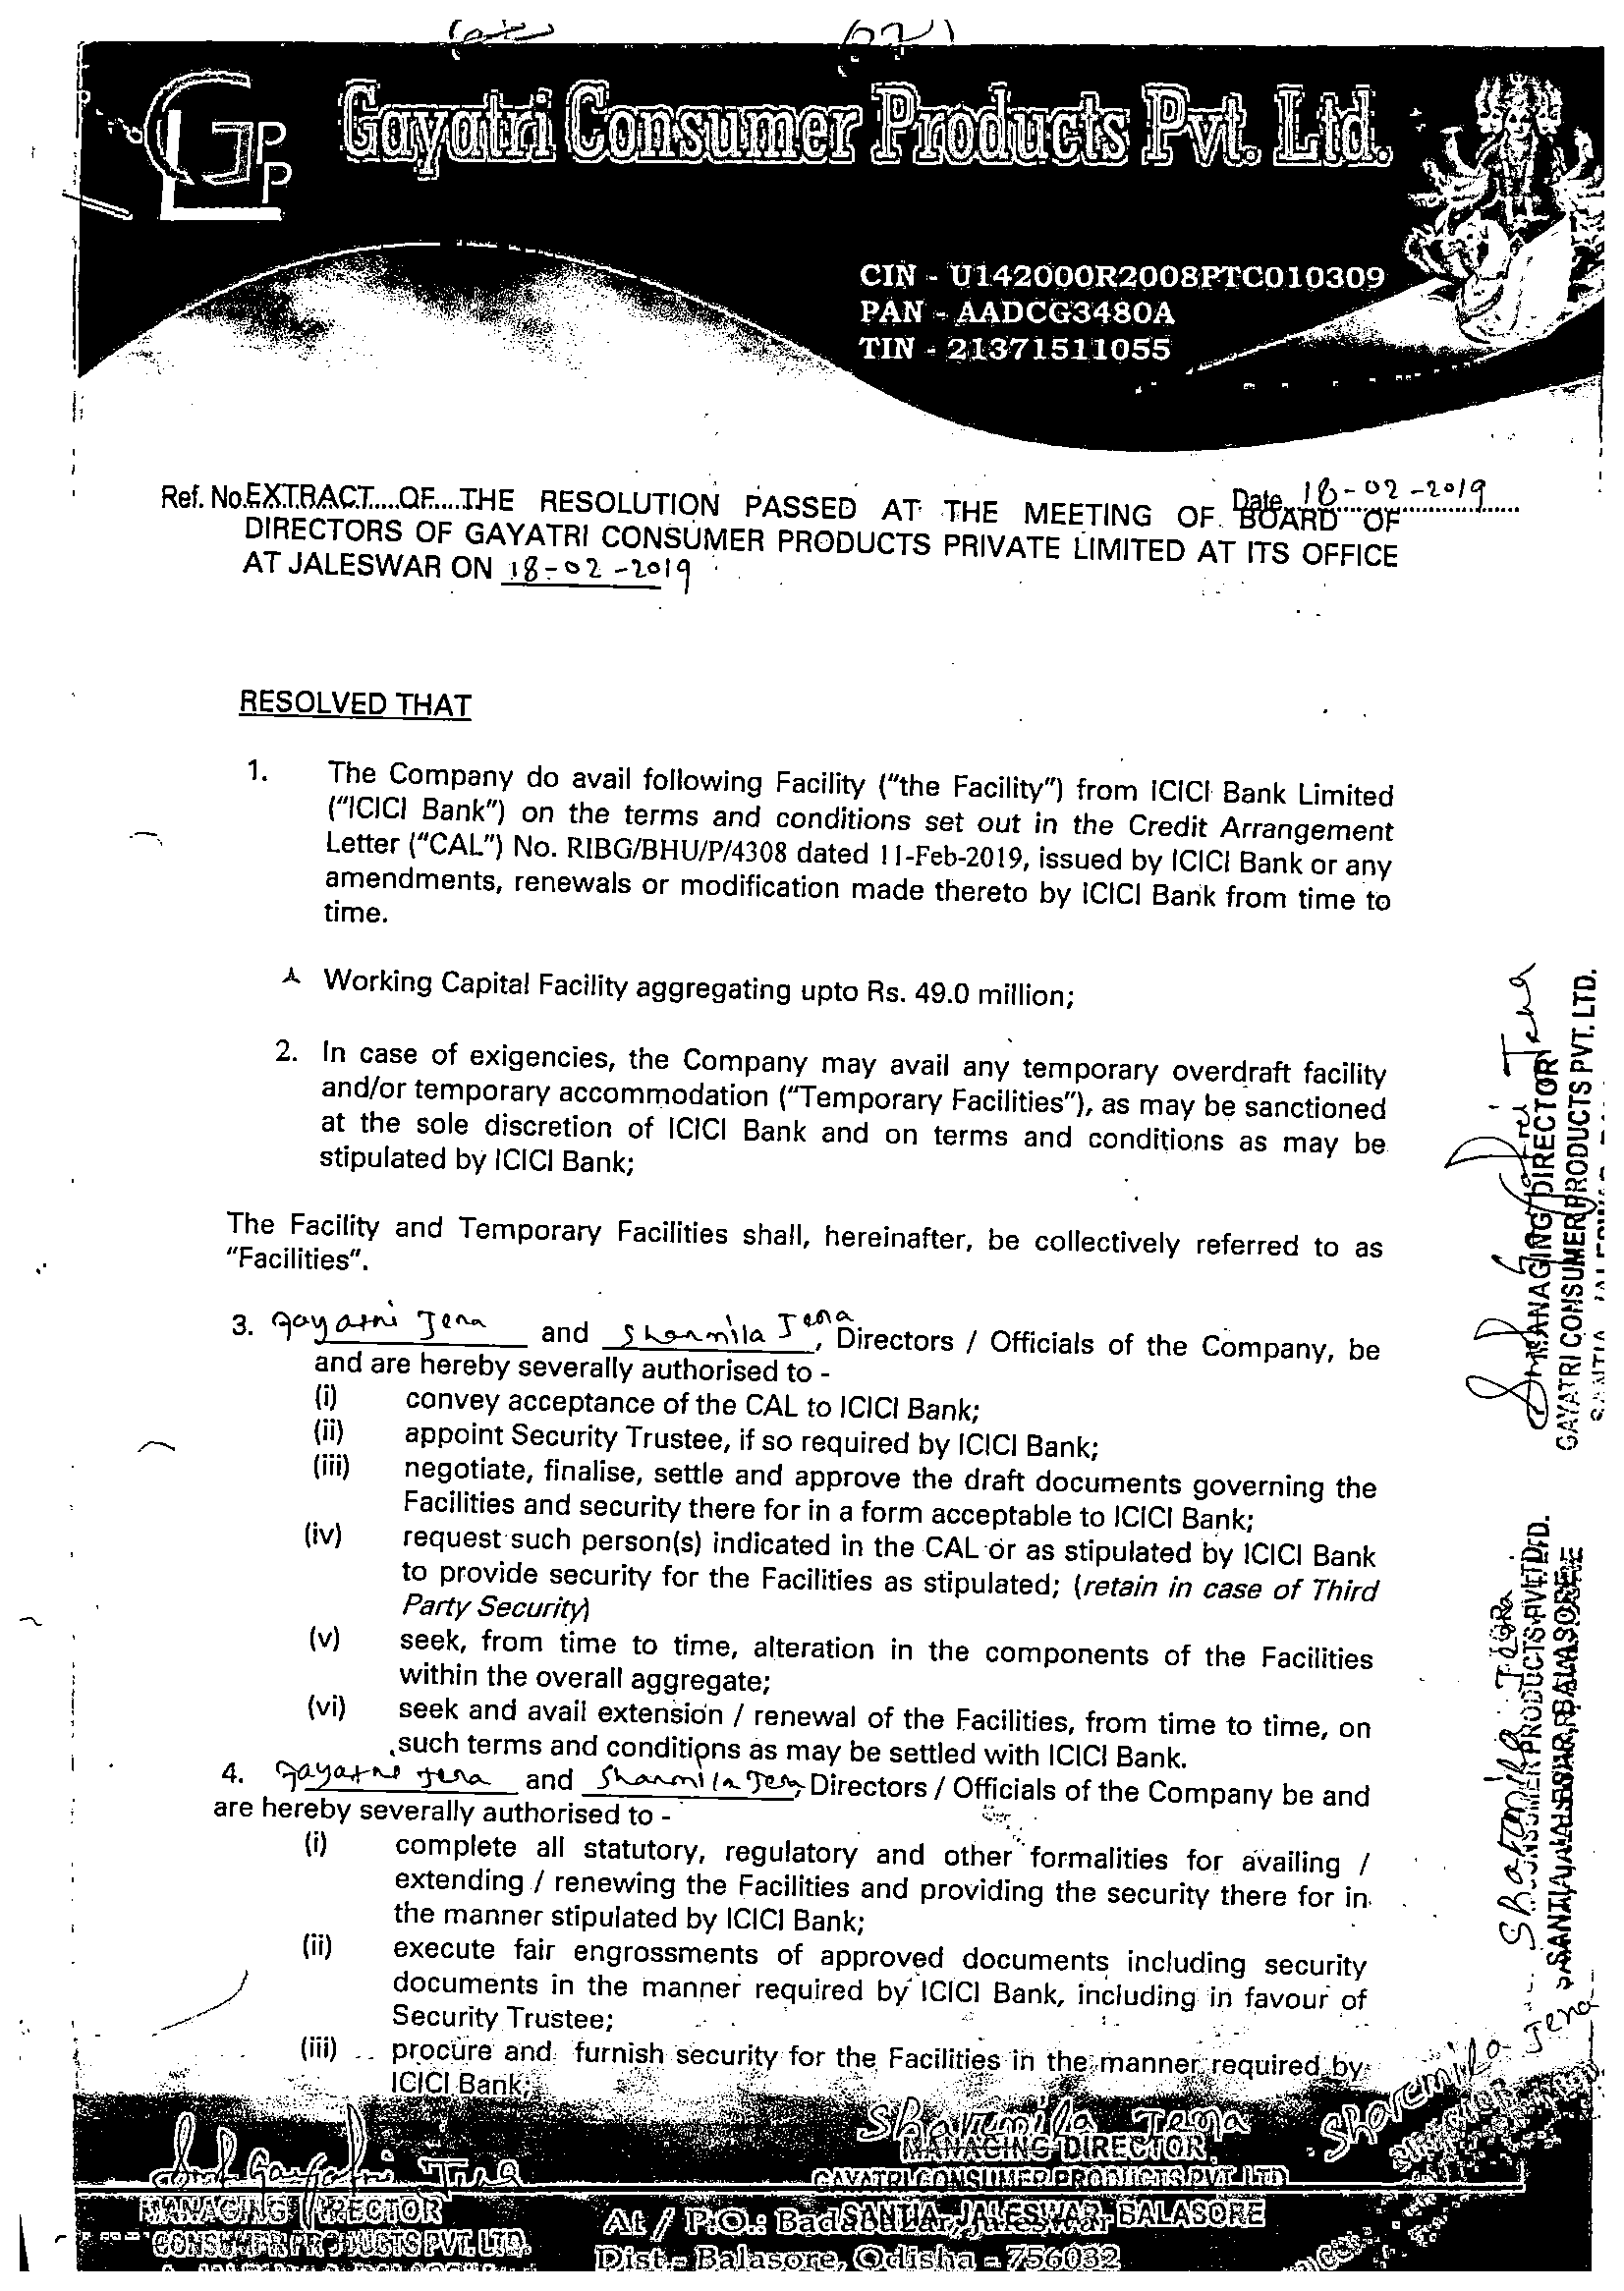 Gayatri Consumer Products Pvt. Ltd.
CIN - U14200OR2008PTC010309
PAN - AADCG3480A
TIN - 21371511055
Ref. No. Date 18-02-2019
EXTRACT OF THE RESOLUTION PASSED AT THE MEETING OF BOARD OF
DIRECTORS OF GAYATRI CONSUMER PRODUCTS PRIVATE LIMITED AT ITS OFFICE
AT JALESWAR ON 18-02-2019
RESOLVED THAT
1. The Company do avail following Facility ("the Facility") from ICICI Bank Limited
("ICICI Bank") on the terms and conditions set out in the Credit Arrangement
Letter ("CAL") No. RIBG/BHU/P/4308 dated 11-Feb-2019, issued by ICICI Bank or any
amendments, renewals or modification made thereto by ICICI Bank from time to
time.
Working Capital Facility aggregating upto Rs. 49.0 million;
2. In case of exigencies, the Company may avail any temporary overdraft facility
and/or temporary accommodation ("Temporary Facilities"), as may be sanctioned
at the sole discretion of ICICI Bank and on terms and conditions as may be
stipulated by ICICI Bank;
The Facility and Temporary Facilities shall, hereinafter, be collectively referred to as
"Facilities".
3. Gayatri Jena and Sharmila Jena, Directors / Officials of the Company, be
and are hereby severally authorised to -
(i) convey acceptance of the CAL to ICICI Bank;
(ii) appoint Security Trustee, if so required by ICICI Bank;
(iii) negotiate, finalise, settle and approve the draft documents governing the
Facilities and security there for in a form acceptable to ICICI Bank;
(iv) request such person(s) indicated in the CAL or as stipulated by ICICI Bank
to provide security for the Facilities as stipulated; (retain in case of Third
Party Security)
(v) seek, from time to time, alteration in the components of the Facilities
within the overall aggregate;
(vi) seek and avail extension / renewal of the Facilities, from time to time, on
such terms and conditions as may be settled with ICICI Bank.
4. Gayatri Jena and Sharmila Jena, Directors / Officials of the Company be and
are hereby severally authorised to -
(i) complete all statutory, regulatory and other formalities for availing /
extending / renewing the Facilities and providing the security there for in
the manner stipulated by ICICI Bank;
(ii) execute fair engrossments of approved documents including security
documents in the manner required by ICICI Bank, including in favour of
Security Trustee;
(iii) procure and furnish security for the Facilities in the manner required by
ICICI Bank;
Gayatri Jena
MANAGING DIRECTOR
GAYATRI CONSUMER PRODUCTS PVT. LTD.
Sharmila Jena
Sharemila Jena
Sharemila Jena
MANAGING DIRECTOR
GAYATRI CONSUMER PRODUCTS PVT. LTD.
SANTIA, JALESWAR, BALASORE
Gayatri Jena
MANAGING DIRECTOR
CONSUMER PRODUCTS PVT. LTD.
At / P.O.:
Dist.- Balasore, Odisha - 756032